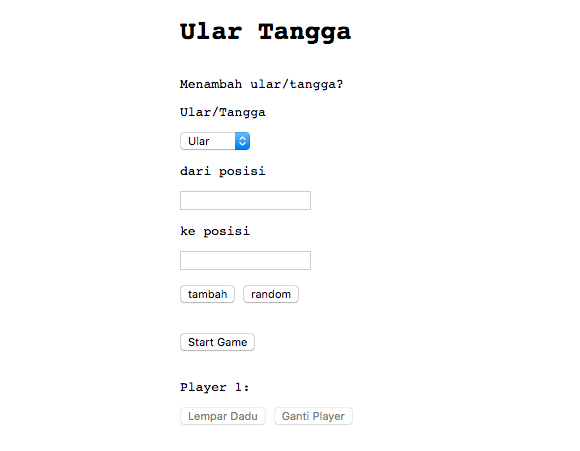 Ular Tangga
Menambah ular/tangga?
Ular/Tangga
Ular
dari posisi
ke posisi
tambah random
Start Game
Player 1:
Lempar Dadu Ganti Player